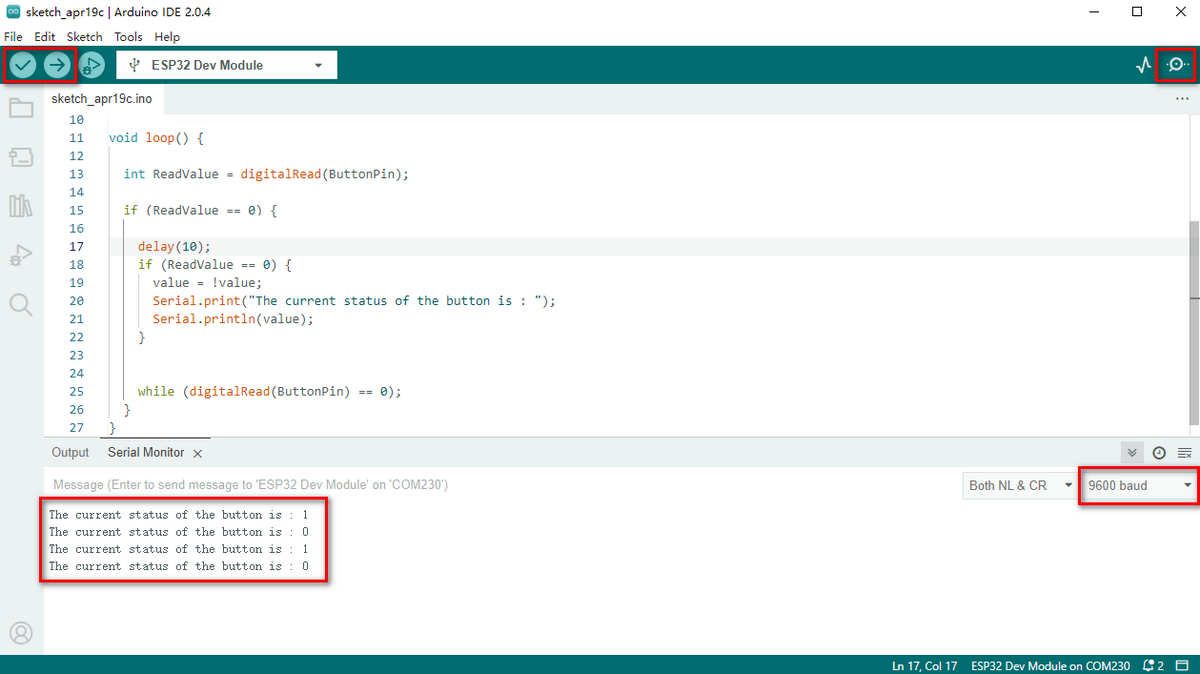 sketch_apr19c | Arduino IDE 2.0.4
File Edit Sketch Tools Help
ESP32 Dev Module
sketch_apr19c.ino
10
11 void loop() {
12
13 int ReadValue = digitalRead(ButtonPin);
14
15 if (ReadValue == 0) {
16
17 delay(10);
18 if (ReadValue == 0) {
19 value = !value;
20 Serial.print("The current status of the button is : ");
21 Serial.println(value);
22 }
23
24
25 while (digitalRead(ButtonPin) == 0);
26 }
27 }
Output Serial Monitor
Message (Enter to send message to 'ESP32 Dev Module' on 'COM230') Both NL & CR 9600 baud
The current status of the button is : 1
The current status of the button is : 0
The current status of the button is : 1
The current status of the button is : 0
Ln 17, Col 17 ESP32 Dev Module on COM230 2